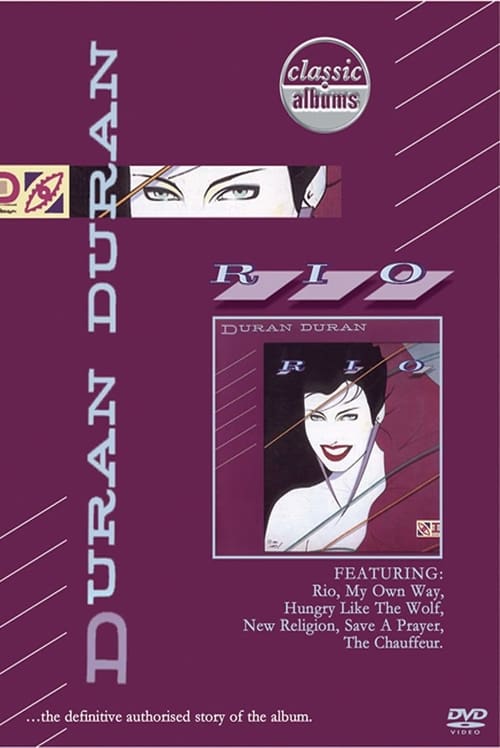 classic
albums
DURAN DURAN
RIO
DURAN DURAN
RIO
FEATURING:
Rio, My Own Way,
Hungry Like The Wolf,
New Religion, Save A Prayer,
The Chauffeur.
...the definitive authorised story of the album.
DVD
VIDEO